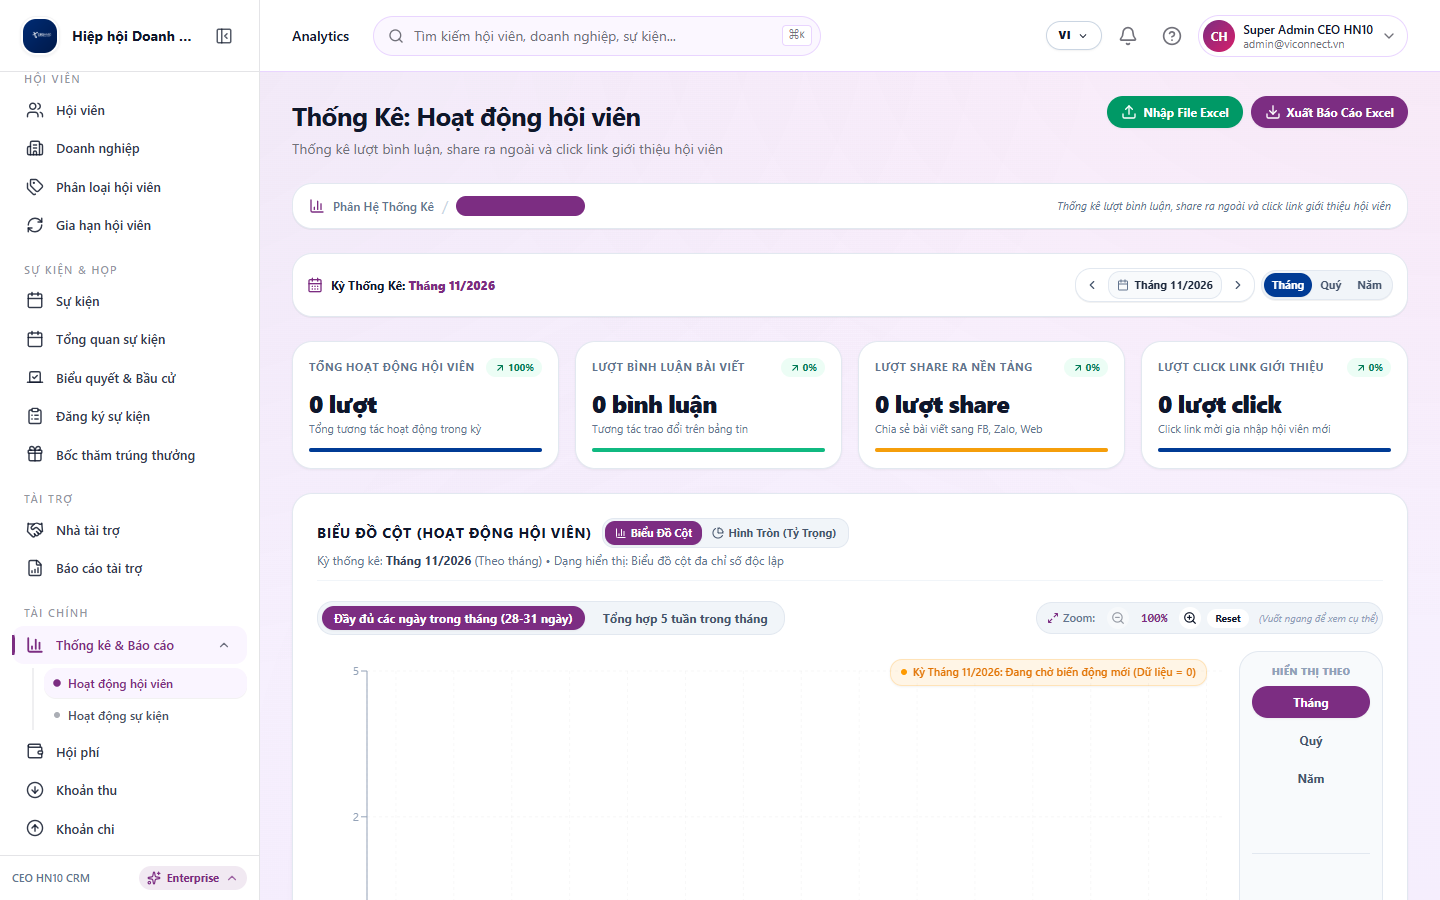 Hiệp hội Doanh ...
HỘI VIÊN
Hội viên
Doanh nghiệp
Phân loại hội viên
Gia hạn hội viên
SỰ KIỆN & HỌP
Sự kiện
Tổng quan sự kiện
Biểu quyết & Bầu cử
Đăng ký sự kiện
Bốc thăm trúng thưởng
TÀI TRỢ
Nhà tài trợ
Báo cáo tài trợ
TÀI CHÍNH
Thống kê & Báo cáo
Hoạt động hội viên
Hoạt động sự kiện
Hội phí
Khoản thu
Khoản chi
CEO HN10 CRM
Enterprise
Analytics
Tìm kiếm hội viên, doanh nghiệp, sự kiện...
⌘K
VI
CH
Super Admin CEO HN10
admin@viconnect.vn
Thống Kê: Hoạt động hội viên
Thống kê lượt bình luận, share ra ngoài và click link giới thiệu hội viên
Nhập File Excel
Xuất Báo Cáo Excel
Phân Hệ Thống Kê /
Thống kê lượt bình luận, share ra ngoài và click link giới thiệu hội viên
Kỳ Thống Kê: Tháng 11/2026
Tháng 11/2026
Tháng Quý Năm
TỔNG HOẠT ĐỘNG HỘI VIÊN
100%
0 lượt
Tổng tương tác hoạt động trong kỳ
LƯỢT BÌNH LUẬN BÀI VIẾT
0%
0 bình luận
Tương tác trao đổi trên bảng tin
LƯỢT SHARE RA NỀN TẢNG
0%
0 lượt share
Chia sẻ bài viết sang FB, Zalo, Web
LƯỢT CLICK LINK GIỚI THIỆU
0%
0 lượt click
Click link mời gia nhập hội viên mới
BIỂU ĐỒ CỘT (HOẠT ĐỘNG HỘI VIÊN)
Biểu Đồ Cột
Hình Tròn (Tỷ Trọng)
Kỳ thống kê: Tháng 11/2026 (Theo tháng) • Dạng hiển thị: Biểu đồ cột đa chỉ số độc lập
Đầy đủ các ngày trong tháng (28-31 ngày)
Tổng hợp 5 tuần trong tháng
Zoom:
100%
Reset
(Vuốt ngang để xem cụ thể)
5
Kỳ Tháng 11/2026: Đang chờ biến động mới (Dữ liệu = 0)
2
HIỂN THỊ THEO
Tháng
Quý
Năm